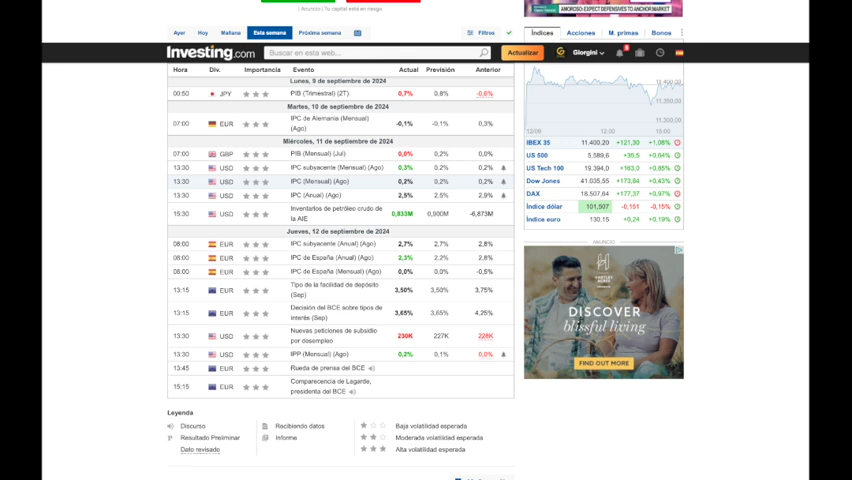 | Anuncio | Tu capital está en riesgo.
AMOROSO: EXPECT DEFENSIVES TO ANCHOR MARKET
Ayer Hoy Mañana Esta semana Próxima semana Filtros
Índices Acciones M. primas Bonos
Investing.com Buscar en esta web... Actualizar Giorgini
Hora Div. Importancia Evento Actual Previsión Anterior
Lunes, 9 de septiembre de 2024
00:50 JPY PIB (Trimestral) (2T) 0,7% 0,8% -0,6%
Martes, 10 de septiembre de 2024
07:00 EUR IPC de Alemania (Mensual) (Ago) -0,1% -0,1% 0,3%
Miércoles, 11 de septiembre de 2024
07:00 GBP PIB (Mensual) (Jul) 0,0% 0,2% 0,0%
13:30 USD IPC subyacente (Mensual) (Ago) 0,3% 0,2% 0,2%
13:30 USD IPC (Mensual) (Ago) 0,2% 0,2% 0,2%
13:30 USD IPC (Anual) (Ago) 2,5% 2,5% 2,9%
15:30 USD Inventarios de petróleo crudo de la AIE 0,833M 0,900M -6,873M
Jueves, 12 de septiembre de 2024
08:00 EUR IPC subyacente (Anual) (Ago) 2,7% 2,7% 2,8%
08:00 EUR IPC de España (Anual) (Ago) 2,3% 2,2% 2,8%
08:00 EUR IPC de España (Mensual) (Ago) 0,0% 0,0% -0,5%
13:15 EUR Tipo de la facilidad de depósito (Sep) 3,50% 3,50% 3,75%
13:15 EUR Decisión del BCE sobre tipos de interés (Sep) 3,65% 3,65% 4,25%
13:30 USD Nuevas peticiones de subsidio por desempleo 230K 227K 228K
13:30 USD IPP (Mensual) (Ago) 0,2% 0,1% 0,0%
13:45 EUR Rueda de prensa del BCE
15:15 EUR Comparecencia de Lagarde, presidenta del BCE
Leyenda
Discurso Recibiendo datos Baja volatilidad esperada
Resultado Preliminar Informe Moderada volatilidad esperada
Dato revisado Alta volatilidad esperada
11.400,00
11.350,00
11.300,00
12/09 12:00 15:00
IBEX 35 11.400,20 +121,30 +1,08%
US 500 5.589,6 +35,5 +0,64%
US Tech 100 19.394,0 +163,0 +0,85%
Dow Jones 41.035,55 +173,84 +0,43%
DAX 18.507,64 +177,37 +0,97%
Índice dólar 101,507 -0,151 -0,15%
Índice euro 130,15 +0,24 +0,19%
ANUNCIO
DISCOVER
blissful living
FIND OUT MORE